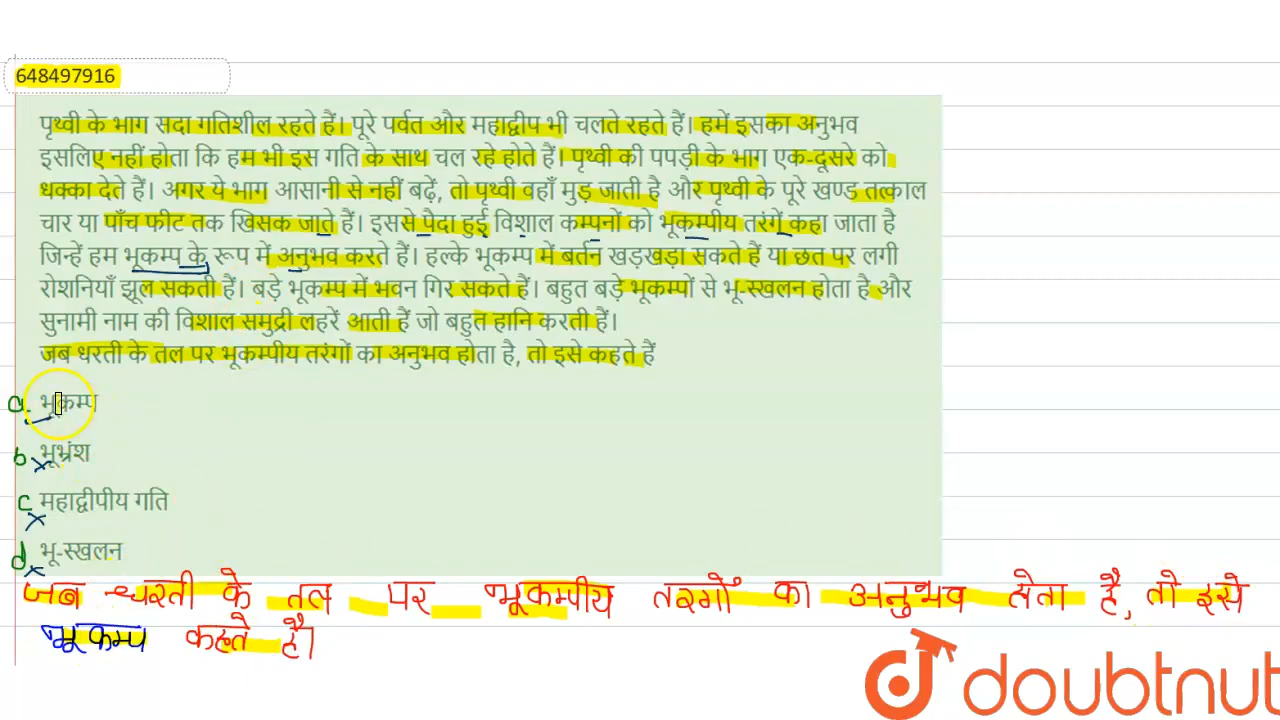 648497916
पृथ्वी के भाग सदा गतिशील रहते हैं। पूरे पर्वत और महाद्वीप भी चलते रहते हैं। हमें इसका अनुभव
इसलिए नहीं होता कि हम भी इस गति के साथ चल रहे होते हैं। पृथ्वी की पपड़ी के भाग एक-दूसरे को
धक्का देते हैं। अगर ये भाग आसानी से नहीं बढ़ें, तो पृथ्वी वहाँ मुड़ जाती है और पृथ्वी के पूरे खण्ड तत्काल
चार या पाँच फीट तक खिसक जाते हैं। इससे पैदा हुई विशाल कम्पनों को भूकम्पीय तरंगें कहा जाता है
जिन्हें हम भूकम्प के रूप में अनुभव करते हैं। हल्के भूकम्प में बर्तन खड़खड़ा सकते हैं या छत पर लगी
रोशनियाँ झूल सकती हैं। बड़े भूकम्प में भवन गिर सकते हैं। बहुत बड़े भूकम्पों से भू-स्खलन होता है और
सुनामी नाम की विशाल समुद्री लहरें आती हैं जो बहुत हानि करती हैं।
जब धरती के तल पर भूकम्पीय तरंगों का अनुभव होता है, तो इसे कहते हैं
a. भूकम्प
b. भूभ्रंश
c महाद्वीपीय गति
d भू-स्खलन
जब धरती के तल पर भूकम्पीय तरंगों का अनुभव होता है, तो इसे
भूकम्प कहते हैं।
doubtnut